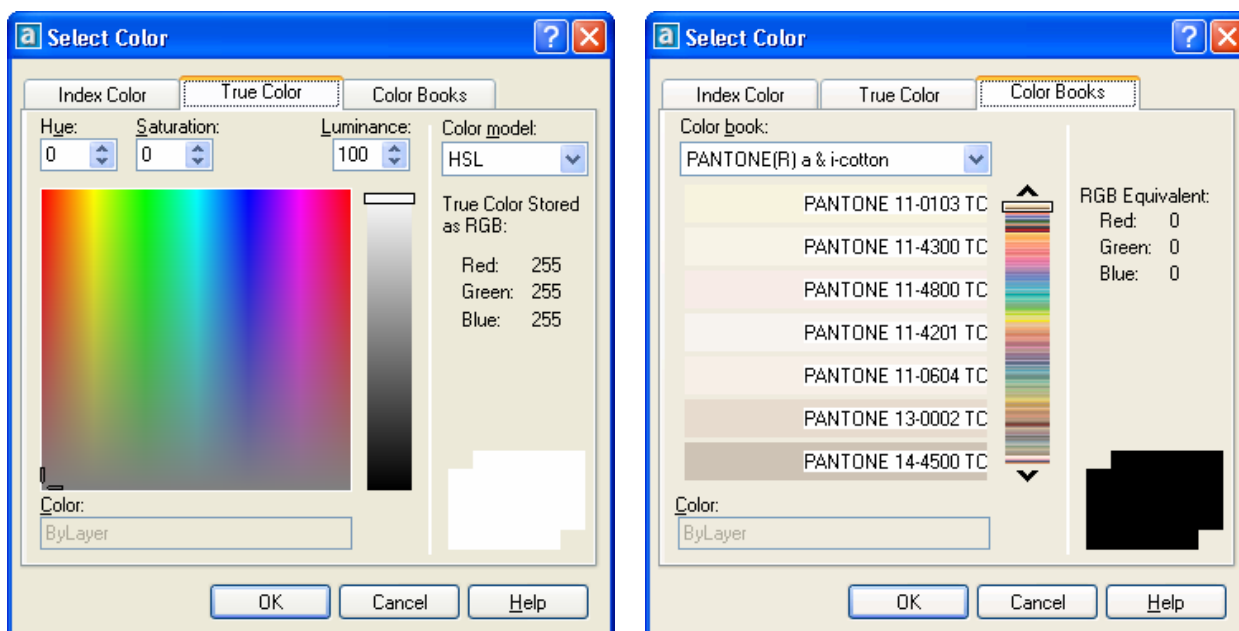 Select Color
Index Color True Color Color Books
Hue: Saturation: Luminance: Color model:
0 0 100 HSL
True Color Stored
as RGB:
Red: 255
Green: 255
Blue: 255
Color:
ByLayer
OK Cancel Help
Select Color
Index Color True Color Color Books
Color book:
PANTONE(R) a & i-cotton
PANTONE 11-0103 TC
PANTONE 11-4300 TC
PANTONE 11-4800 TC
PANTONE 11-4201 TC
PANTONE 11-0604 TC
PANTONE 13-0002 TC
PANTONE 14-4500 TC
RGB Equivalent:
Red: 0
Green: 0
Blue: 0
Color:
ByLayer
OK Cancel Help